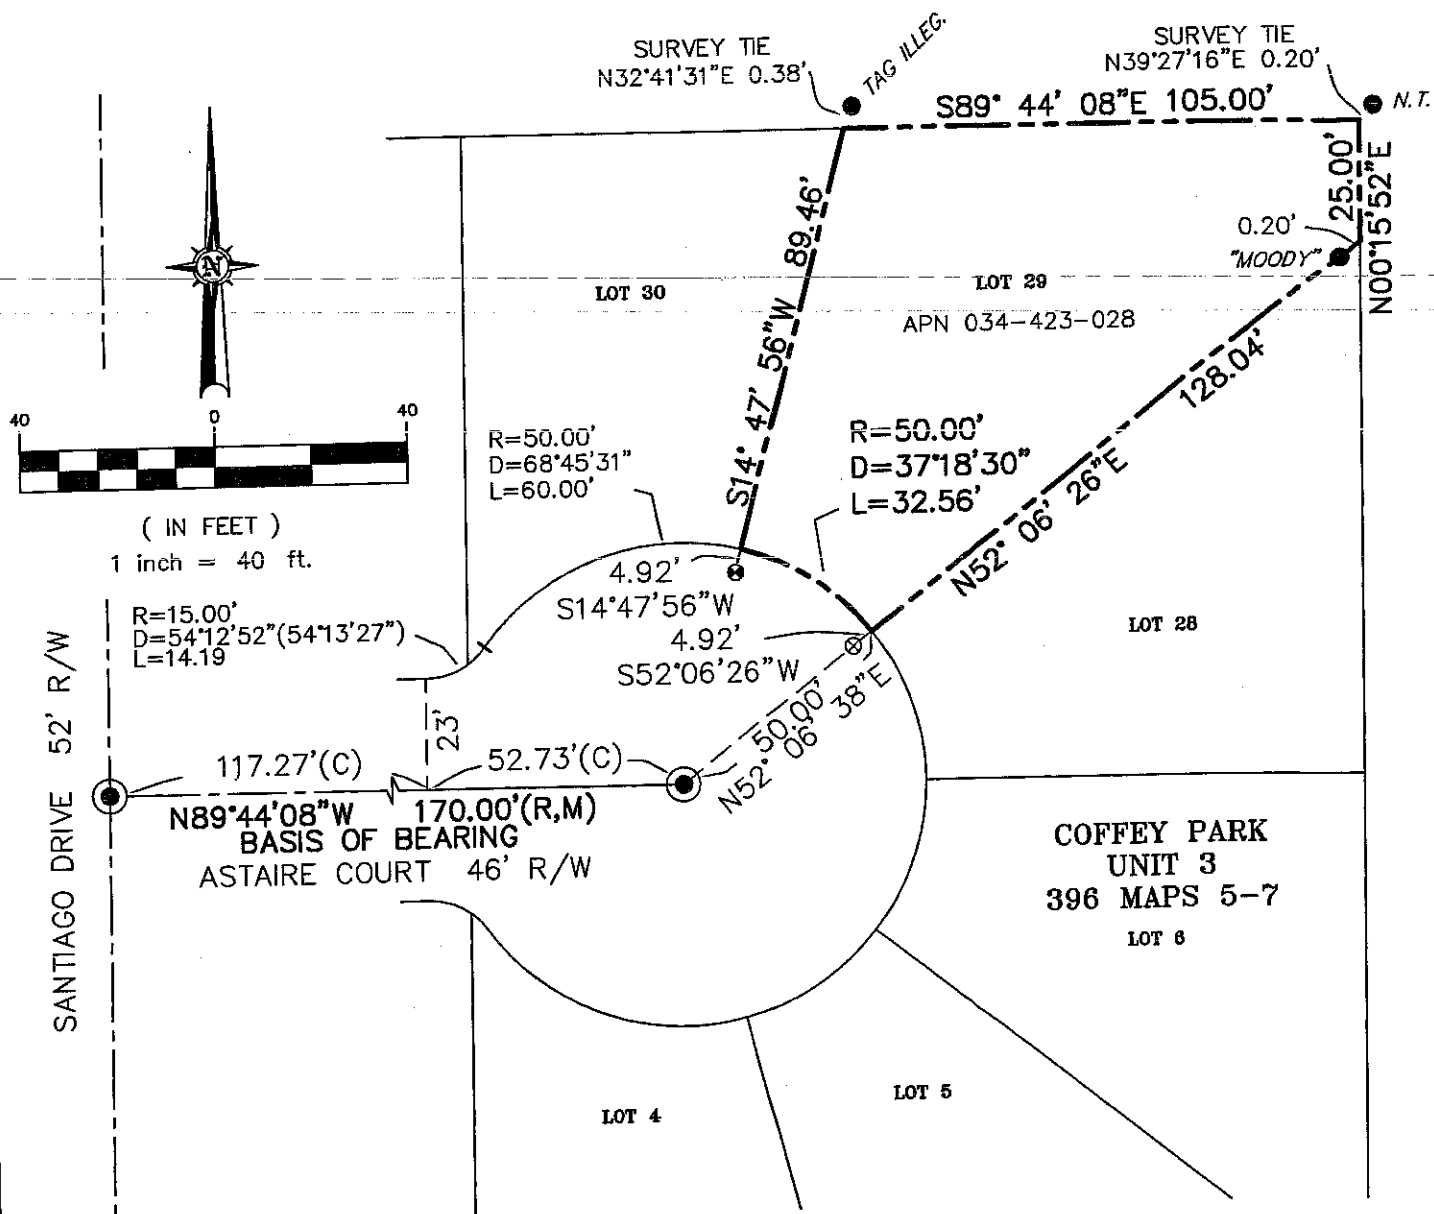 SURVEY TIE
N32°41'31"E 0.38'
TAG ILLEG.
SURVEY TIE
N39°27'16"E 0.20'
N.T.
S89° 44' 08"E 105.00'
25.00'
N00°15'52"E
0.20'
"MOODY"
89.46'
S14° 47' 56"W
N
LOT 30
LOT 29
APN 034-423-028
128.04'
N52° 06' 26"E
40 0 40
( IN FEET )
1 inch = 40 ft.
R=50.00'
D=68°45'31"
L=60.00'
R=50.00'
D=37°18'30"
L=32.56'
4.92'
S14°47'56"W
4.92'
S52°06'26"W
R=15.00'
D=54°12'52"(54°13'27")
L=14.19
LOT 28
50.00'
N52° 06' 38"E
23'
117.27'(C)
52.73'(C)
N89°44'08"W 170.00'(R,M)
BASIS OF BEARING
ASTAIRE COURT 46' R/W
SANTIAGO DRIVE 52' R/W
COFFEY PARK
UNIT 3
396 MAPS 5-7
LOT 6
LOT 5
LOT 4